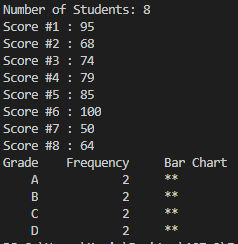 Number of Students: 8
Score #1 : 95
Score #2 : 68
Score #3 : 74
Score #4 : 79
Score #5 : 85
Score #6 : 100
Score #7 : 50
Score #8 : 64
Grade Frequency Bar Chart
A 2 **
B 2 **
C 2 **
D 2 **